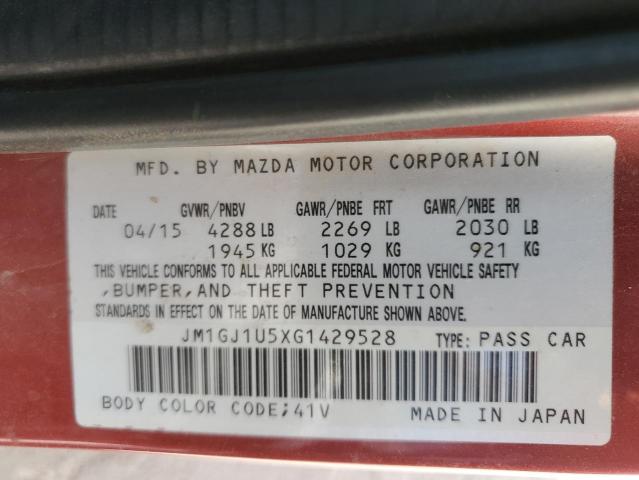 MFD. BY MAZDA MOTOR CORPORATION
DATE GVWR/PNBV GAWR/PNBE FRT GAWR/PNBE RR
04/15 4288 LB 2269 LB 2030 LB
1945 KG 1029 KG 921 KG
THIS VEHICLE CONFORMS TO ALL APPLICABLE FEDERAL MOTOR VEHICLE SAFETY
,BUMPER,AND THEFT PREVENTION
STANDARDS IN EFFECT ON THE DATE OF MANUFACTURE SHOWN ABOVE.
JM1GJ1U5XG1429528 TYPE: PASS CAR
BODY COLOR CODE;41V MADE IN JAPAN